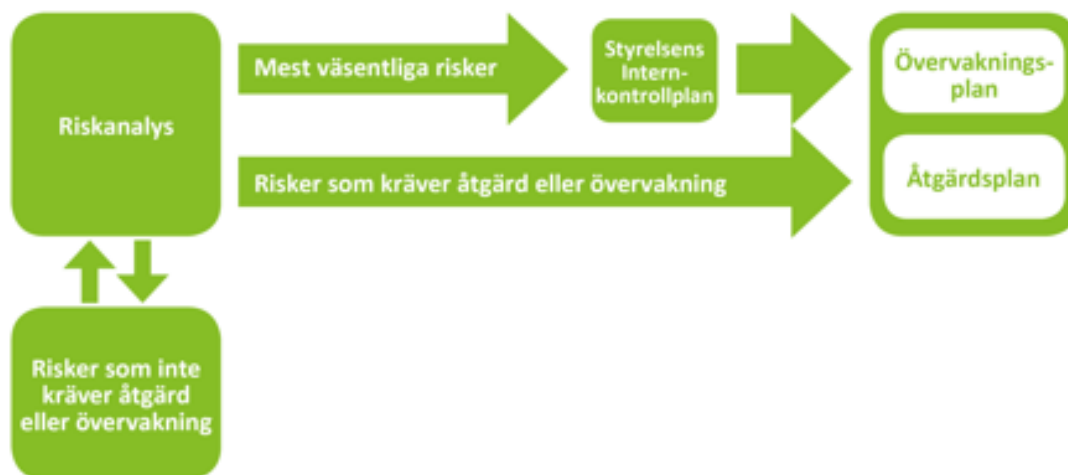 Riskanalys
Mest väsentliga risker
Styrelsens
Intern-
kontrollplan
Övervaknings-
plan
Risker som kräver åtgärd eller övervakning
Åtgärdsplan
Risker som inte
kräver åtgärd
eller övervakning